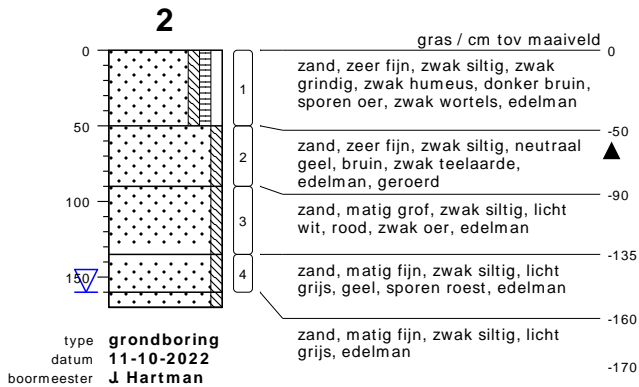 2
gras / cm tov maaiveld
0
0
zand, zeer fijn, zwak siltig, zwak
grindig, zwak humeus, donker bruin,
sporen oer, zwak wortels, edelman
1
50
-50
zand, zeer fijn, zwak siltig, neutraal
geel, bruin, zwak teelaarde,
edelman, geroerd
2
-90
100
zand, matig grof, zwak siltig, licht
wit, rood, zwak oer, edelman
3
-135
150
zand, matig fijn, zwak siltig, licht
grijs, geel, sporen roest, edelman
4
-160
zand, matig fijn, zwak siltig, licht
grijs, edelman
-170
type grondboring
datum 11-10-2022
boormeester J. Hartman